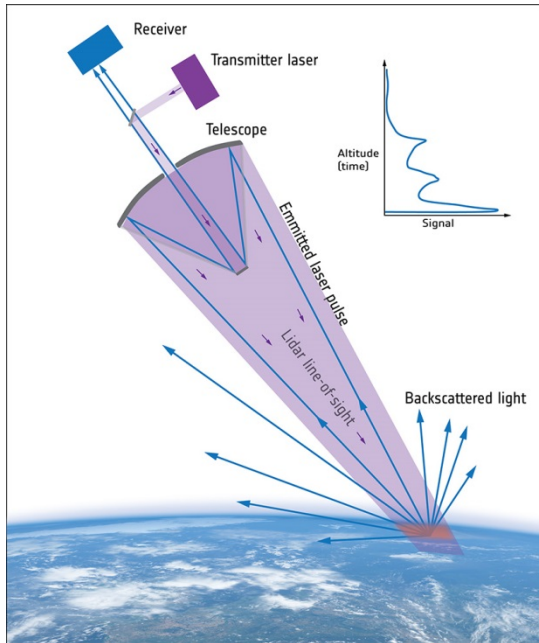 Receiver
Transmitter laser
Telescope
Altitude
(time)
Signal
Emmitted laser pulse
Lidar line-of-sight
Backscattered light